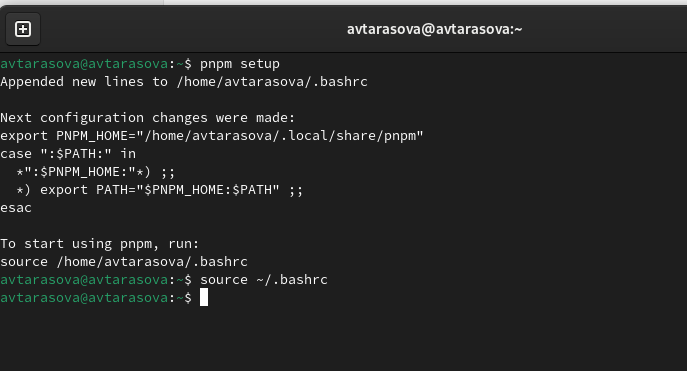 avtarasova@avtarasova:~
avtarasova@avtarasova:~$ pnpm setup
Appended new lines to /home/avtarasova/.bashrc

Next configuration changes were made:
export PNPM_HOME="/home/avtarasova/.local/share/pnpm"
case ":$PATH:" in
  *":$PNPM_HOME:"*) ;;
  *) export PATH="$PNPM_HOME:$PATH" ;;
esac

To start using pnpm, run:
source /home/avtarasova/.bashrc
avtarasova@avtarasova:~$ source ~/.bashrc
avtarasova@avtarasova:~$